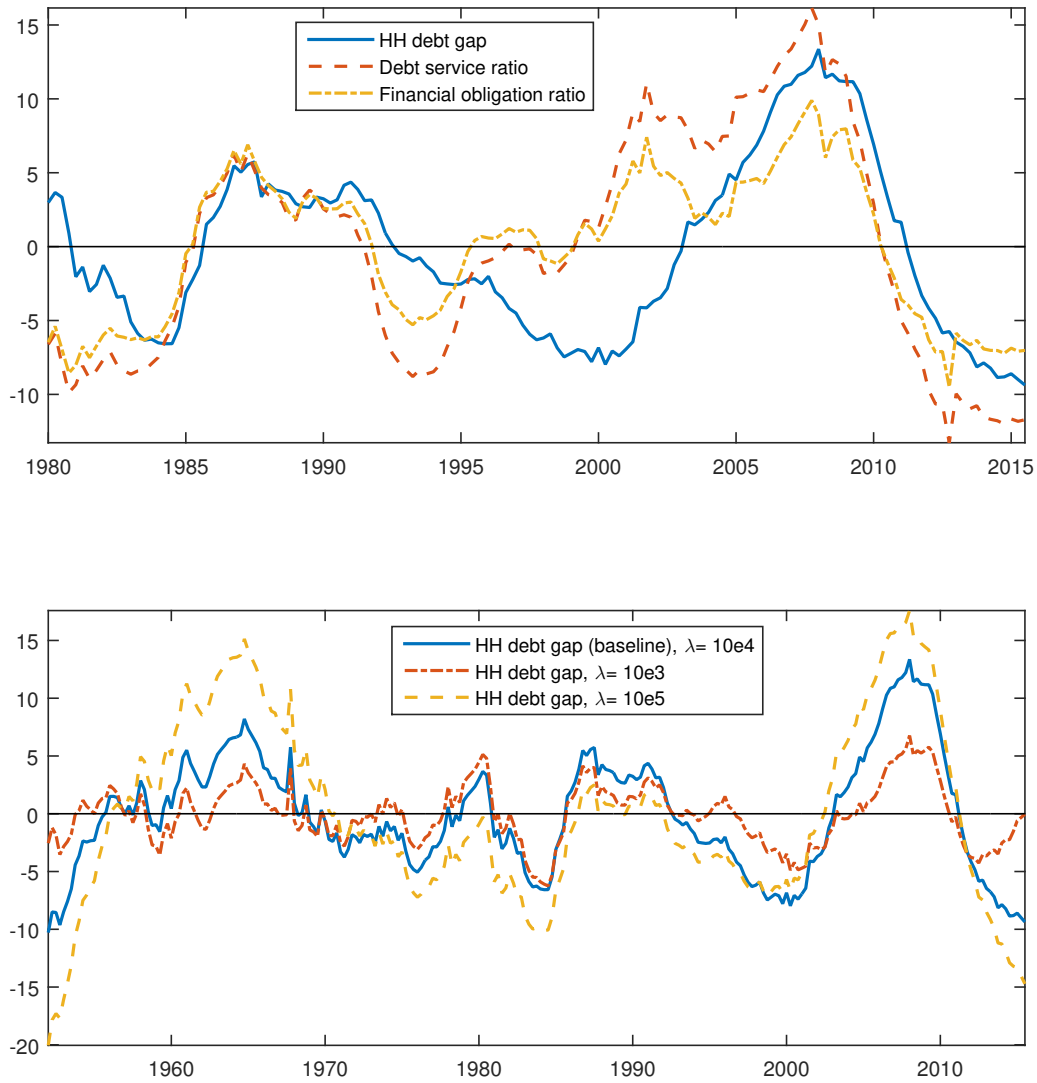 15
10
5
0
-5
-10
HH debt gap
Debt service ratio
Financial obligation ratio
1980 1985 1990 1995 2000 2005 2010 2015
15
10
5
0
-5
-10
-15
-20
HH debt gap (baseline), λ= 10e4
HH debt gap, λ= 10e3
HH debt gap, λ= 10e5
1960 1970 1980 1990 2000 2010